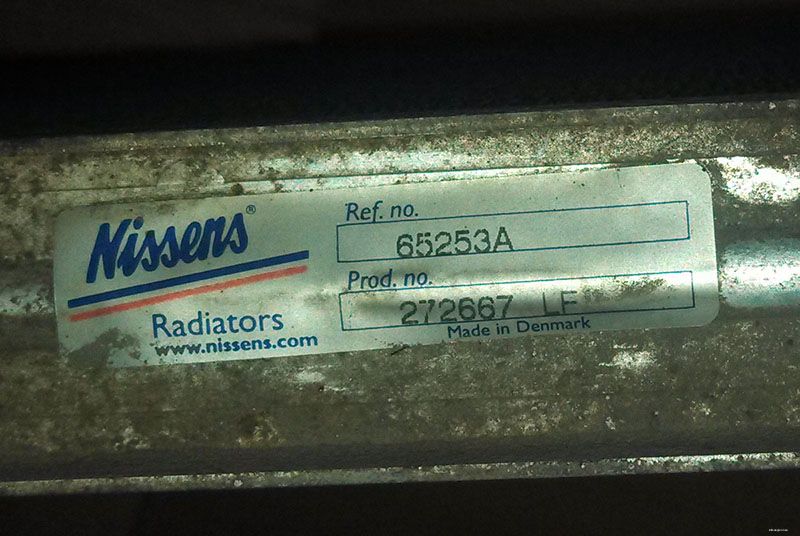 Nissens®
Radiators
www.nissens.com
Ref. no.
65253A
Prod. no.
272667 LF
Made in Denmark